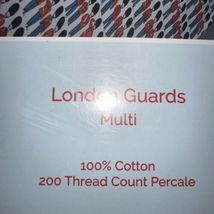 London Guards
Multi
100% Cotton
200 Thread Count Percale